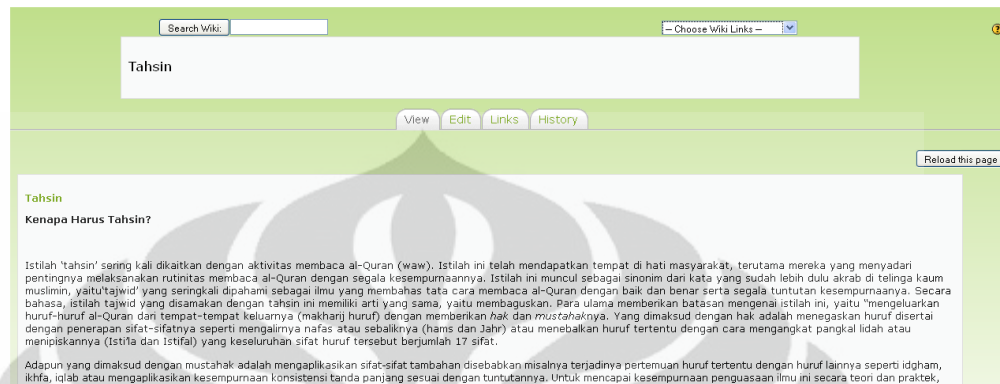 Search Wiki:
— Choose Wiki Links —
Tahsin
View Edit Links History
Reload this page
Tahsin
Kenapa Harus Tahsin?
Istilah 'tahsin' sering kali dikaitkan dengan aktivitas membaca al-Quran (waw). Istilah ini telah mendapatkan tempat di hati masyarakat, terutama mereka yang menyadari
pentingnya melaksanakan rutinitas membaca al-Quran dengan segala kesempurnaannya. Istilah ini muncul sebagai sinonim dari kata yang sudah lebih dulu akrab di telinga kaum
muslimin, yaitu'tajwid' yang seringkali dipahami sebagai ilmu yang membahas tata cara membaca al-Quran dengan baik dan benar serta segala tuntutan kesempurnaanya. Secara
bahasa, istilah tajwid yang disamakan dengan tahsin ini memiliki arti yang sama, yaitu membaguskan. Para ulama memberikan batasan mengenai istilah ini, yaitu "mengeluarkan
huruf-huruf al-Quran dari tempat-tempat keluarnya (makharij huruf) dengan memberikan hak dan mustahaknya. Yang dimaksud dengan hak adalah menegaskan huruf disertai
dengan penerapan sifat-sifatnya seperti mengalirnya nafas atau sebaliknya (hams dan Jahr) atau menebalkan huruf tertentu dengan cara mengangkat pangkal lidah atau
menipiskannya (Isti'la dan Istifal) yang keseluruhan sifat huruf tersebut berjumlah 17 sifat.
Adapun yang dimaksud dengan mustahak adalah mengaplikasikan sifat-sifat tambahan disebabkan misalnya terjadinya pertemuan huruf tertentu dengan huruf lainnya seperti idgham,
ikhfa, iqlab atau mengaplikasikan kesempurnaan konsistensi tanda panjang sesuai dengan tuntutannya. Untuk mencapai kesempurnaan penguasaan ilmu ini secara teori dan praktek,